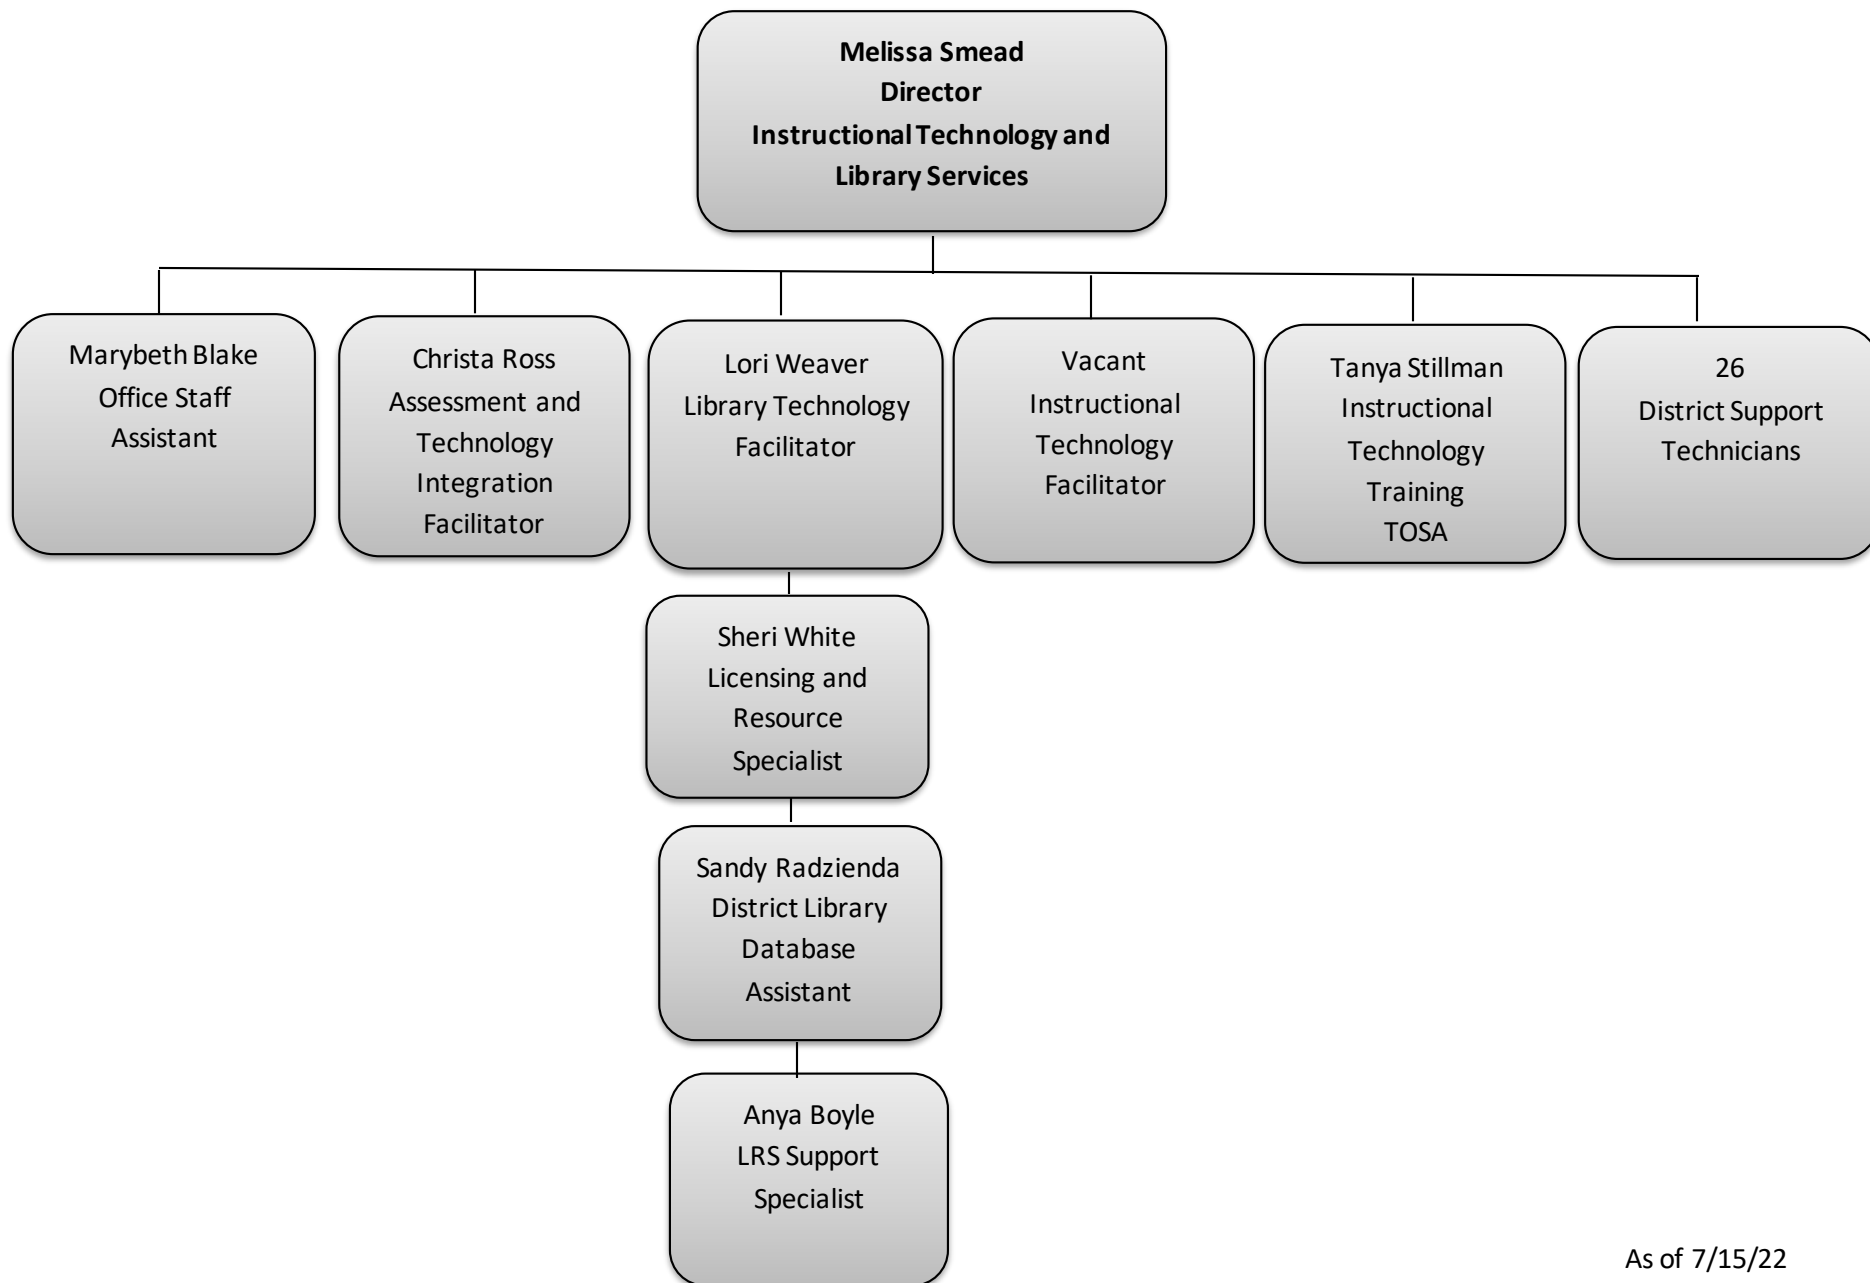 Melissa Smead
Director
Instructional Technology and
Library Services
Marybeth Blake
Office Staff
Assistant
Christa Ross
Assessment and
Technology
Integration
Facilitator
Lori Weaver
Library Technology
Facilitator
Vacant
Instructional
Technology
Facilitator
Tanya Stillman
Instructional
Technology
Training
TOSA
26
District Support
Technicians
Sheri White
Licensing and
Resource
Specialist
Sandy Radzienda
District Library
Database
Assistant
Anya Boyle
LRS Support
Specialist
As of 7/15/22